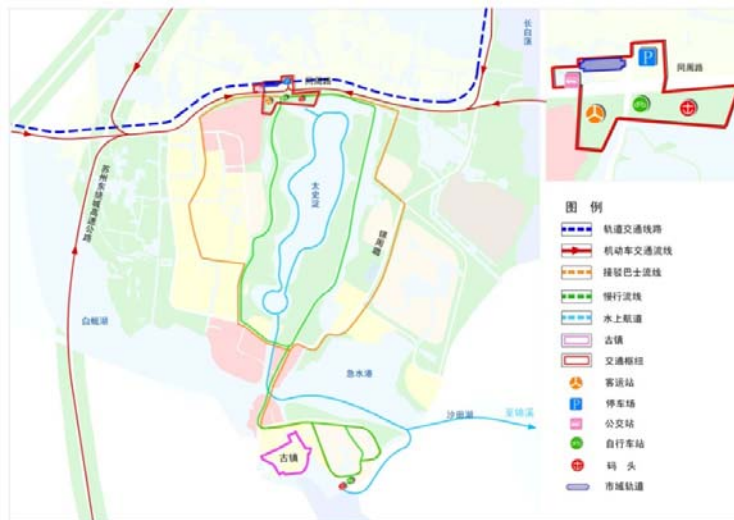 长白荡
同周路
太史淀
镇周路
苏州东绕城高速公路
白蚬湖
急水港
沙田湖
至锦溪
古镇
同周路
P
图 例
轨道交通线路
机动车交通流线
接驳巴士流线
慢行流线
水上航道
古镇
交通枢纽
客运站
P
停车场
公交站
自行车站
码 头
市域轨道